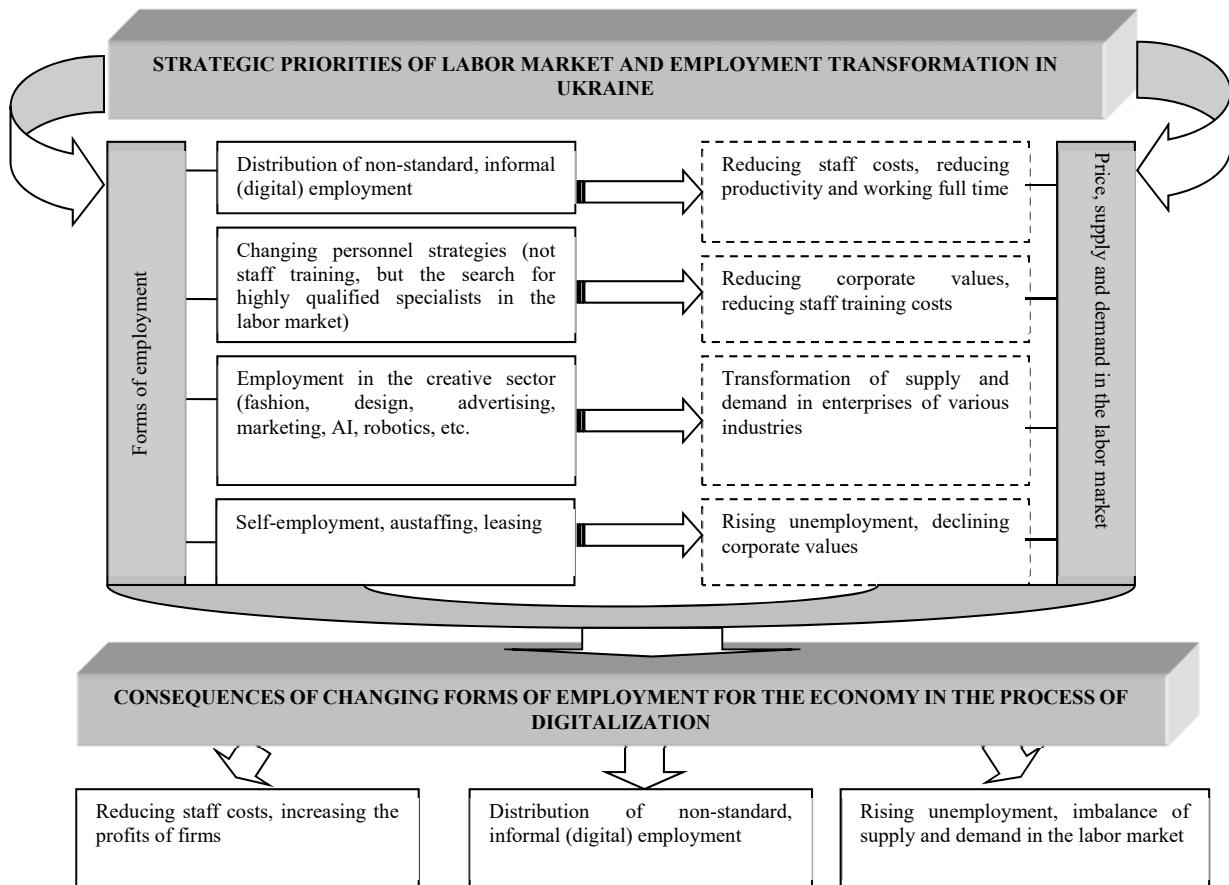 STRATEGIC PRIORITIES OF LABOR MARKET AND EMPLOYMENT TRANSFORMATION IN
UKRAINE
Forms of employment
Distribution of non-standard, informal
(digital) employment
Reducing staff costs, reducing
productivity and working full time
Changing personnel strategies (not
staff training, but the search for
highly qualified specialists in the
labor market)
Reducing corporate values,
reducing staff training costs
Employment in the creative sector
(fashion, design, advertising,
marketing, AI, robotics, etc.
Transformation of supply and
demand in enterprises of various
industries
Self-employment, austaffing, leasing
Rising unemployment, declining
corporate values
Price, supply and demand in the labor market
CONSEQUENCES OF CHANGING FORMS OF EMPLOYMENT FOR THE ECONOMY IN THE PROCESS OF
DIGITALIZATION
Reducing staff costs, increasing the
profits of firms
Distribution of non-standard,
informal (digital) employment
Rising unemployment, imbalance of
supply and demand in the labor market